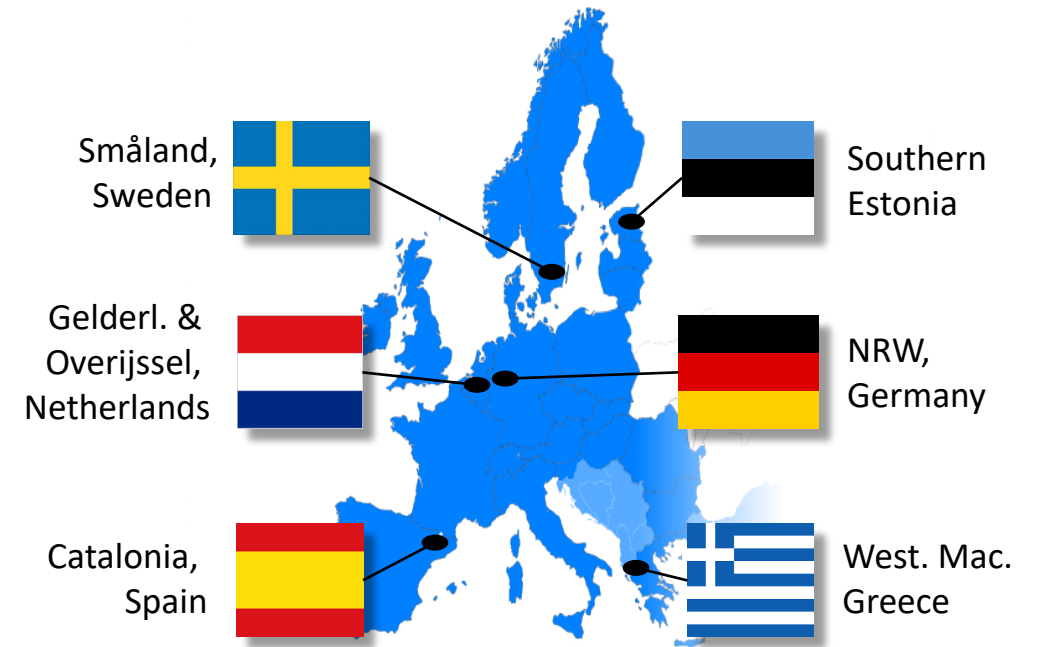 Småland,
Sweden
Southern
Estonia
Gelderl. &
Overijssel,
Netherlands
NRW,
Germany
Catalonia,
Spain
West. Mac.
Greece